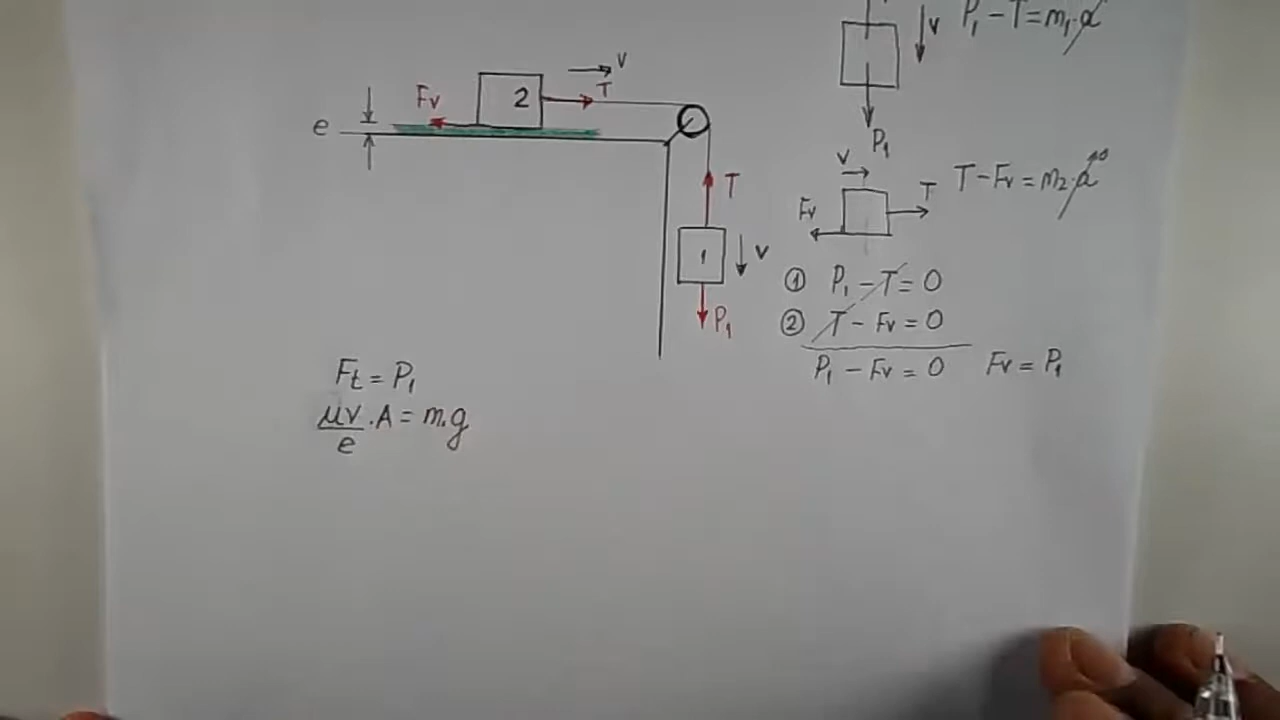 P₁ - T = m₁.a
v
e
Fv
2
T
v
T
1
v
P₁
P₁
v
Fv
T
T - Fv = m₂.a⁰
① P₁ - T = 0
② T - Fv = 0
P₁ - Fv = 0 Fv = P₁
Ft = P₁
μv/e . A = m.g